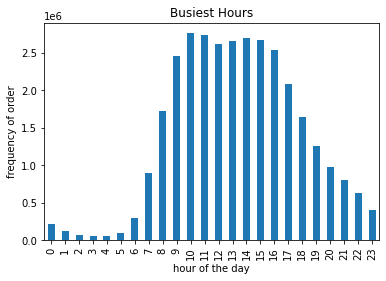 Busiest Hours
1e6
2.5
2.0
1.5
1.0
0.5
0.0
frequency of order
0 1 2 3 4 5 6 7 8 9 10 11 12 13 14 15 16 17 18 19 20 21 22 23
hour of the day